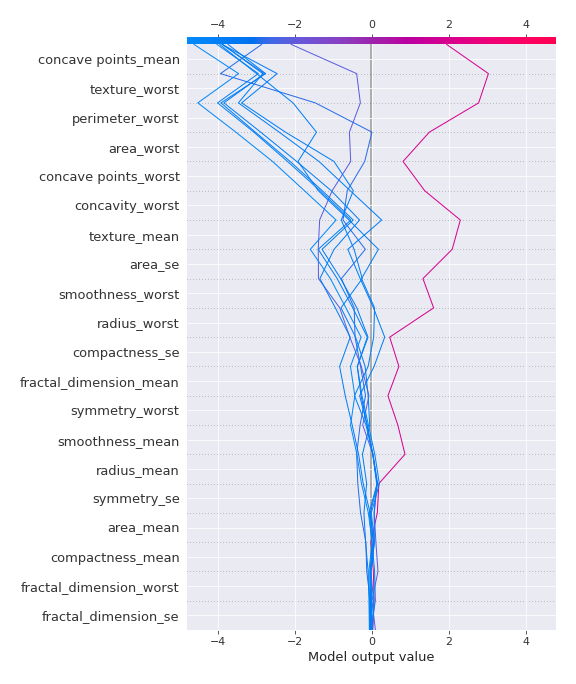 −4 −2 0 2 4
concave points_mean
texture_worst
perimeter_worst
area_worst
concave points_worst
concavity_worst
texture_mean
area_se
smoothness_worst
radius_worst
compactness_se
fractal_dimension_mean
symmetry_worst
smoothness_mean
radius_mean
symmetry_se
area_mean
compactness_mean
fractal_dimension_worst
fractal_dimension_se
−4 −2 0 2 4
Model output value